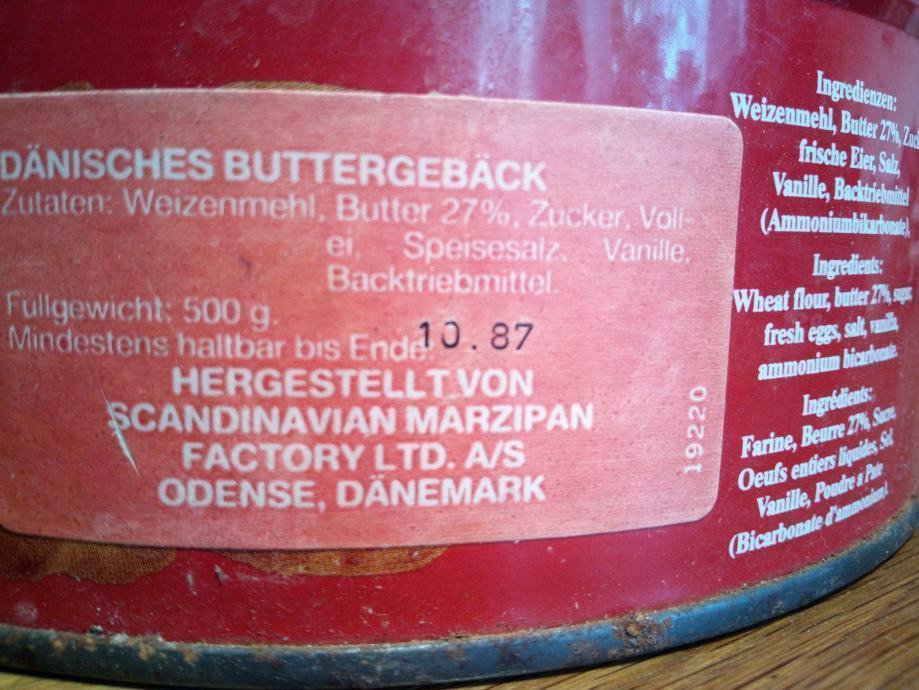 DÄNISCHES BUTTERGEBÄCK
Zutaten: Weizenmehl, Butter 27%, Zucker, Voll-
ei, Speisesalz, Vanille,
Backtriebmittel.
Füllgewicht: 500 g.
Mindestens haltbar bis Ende 10.87
HERGESTELLT VON
SCANDINAVIAN MARZIPAN
FACTORY LTD. A/S
ODENSE, DÄNEMARK
19220
Ingredienzen:
Weizenmehl, Butter 27%,
frische Eier, Salz,
Vanille, Backtriebmittel
(Ammoniumbikarbonate),
Ingredients:
Wheat flour, butter 27%, sugar,
fresh eggs, salt, vanilla,
ammonium bicarbonate.
Ingrédients:
Farine, Beurre 27%, Sucre,
Oeufs entiers liquides, Sel,
Vanille, Poudre a Pate
(Bicarbonate d'ammonium).